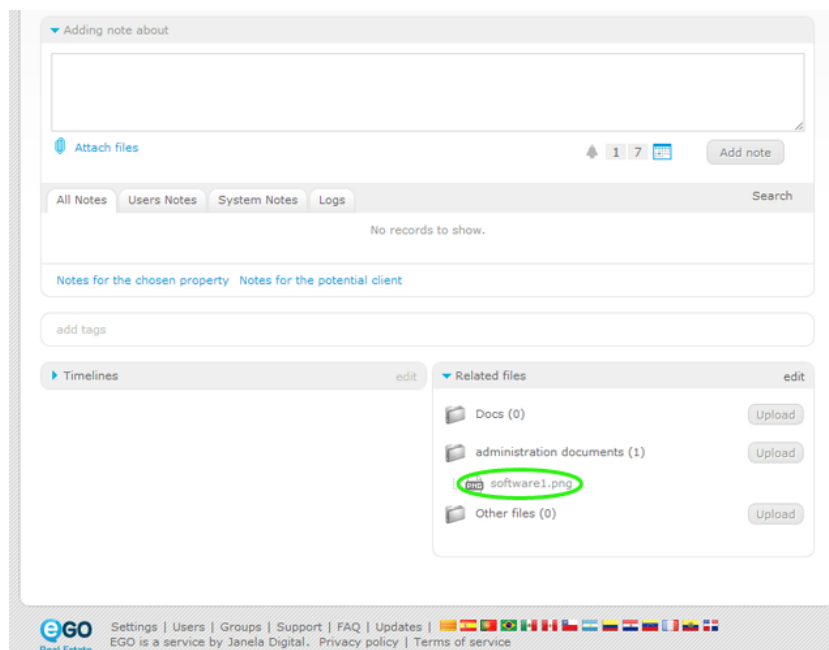 Adding note about
Attach files
1 7
Add note
All Notes Users Notes System Notes Logs Search
No records to show.
Notes for the chosen property Notes for the potential client
add tags
Timelines edit
Related files edit
Docs (0) Upload
administration documents (1) Upload
PNG software1.png
Other files (0) Upload
eGO
Real Estate
Settings | Users | Groups | Support | FAQ | Updates |
EGO is a service by Janela Digital. Privacy policy | Terms of service